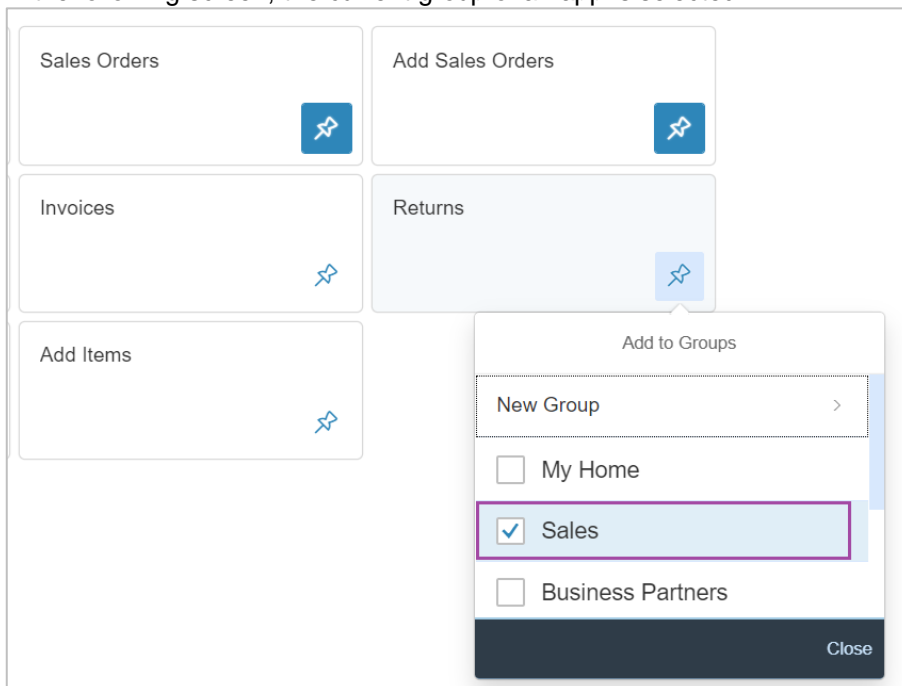 Sales Orders
Add Sales Orders
Invoices
Returns
Add Items
Add to Groups
New Group
My Home
Sales
Business Partners
Close